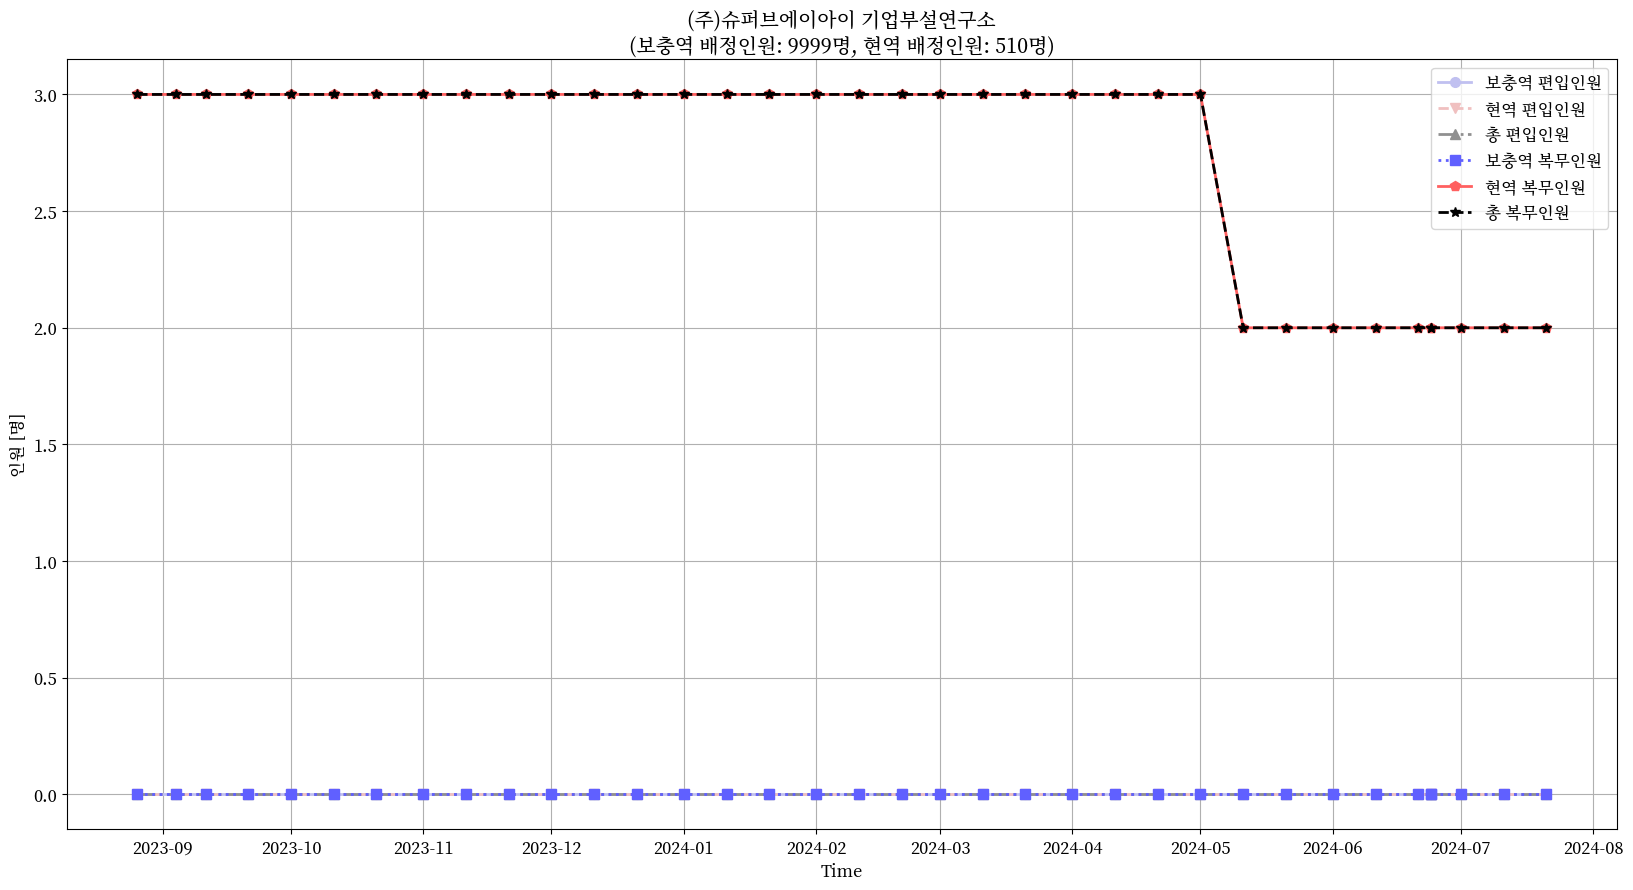 (주)슈퍼브에이아이 기업부설연구소
(보충역 배정인원: 9999명, 현역 배정인원: 510명)
보충역 편입인원
현역 편입인원
총 편입인원
보충역 복무인원
현역 복무인원
총 복무인원
인원 [명]
3.0
2.5
2.0
1.5
1.0
0.5
0.0
2023-09 2023-10 2023-11 2023-12 2024-01 2024-02 2024-03 2024-04 2024-05 2024-06 2024-07 2024-08
Time